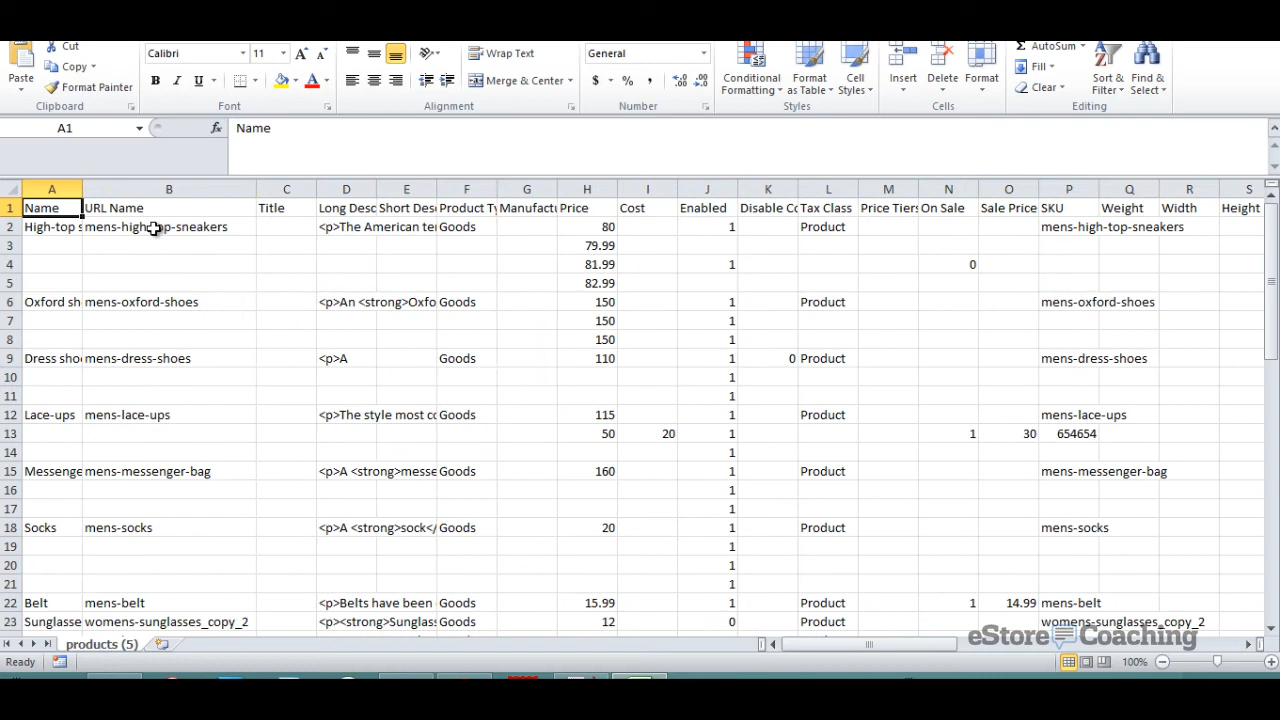 Cut
Copy
Paste
Format Painter
Clipboard
Calibri 11
B I U
Font
Wrap Text
Merge & Center
Alignment
General
$ % ,
Number
Conditional Formatting
Format as Table
Cell Styles
Styles
Insert Delete Format
Cells
Σ AutoSum
Fill
Clear
Sort & Filter
Find & Select
Editing
A1 fx Name
A B C D E F G H I J K L M N O P Q R S
1 Name URL Name Title Long Desc Short Desc Product Ty Manufactu Price Cost Enabled Disable Co Tax Class Price Tiers On Sale Sale Price SKU Weight Width Height
2 High-top s mens-high-top-sneakers <p>The American te Goods 80 1 Product mens-high-top-sneakers
3 79.99
4 81.99 1 0
5 82.99
6 Oxford sh mens-oxford-shoes <p>An <strong>Oxfo Goods 150 1 Product mens-oxford-shoes
7 150 1
8 150 1
9 Dress sho mens-dress-shoes <p>A Goods 110 1 0 Product mens-dress-shoes
10 1
11 1
12 Lace-ups mens-lace-ups <p>The style most co Goods 115 1 Product mens-lace-ups
13 50 20 1 1 30 654654
14 1
15 Messenge mens-messenger-bag <p>A <strong>messe Goods 160 1 Product mens-messenger-bag
16 1
17 1
18 Socks mens-socks <p>A <strong>sock</ Goods 20 1 Product mens-socks
19 1
20 1
21 1
22 Belt mens-belt <p>Belts have been Goods 15.99 1 Product 1 14.99 mens-belt
23 Sunglasse womens-sunglasses_copy_2 <p><strong>Sunglas Goods 12 0 Product womens-sunglasses_copy_2
products (5)
eStore Coaching
Ready 100%